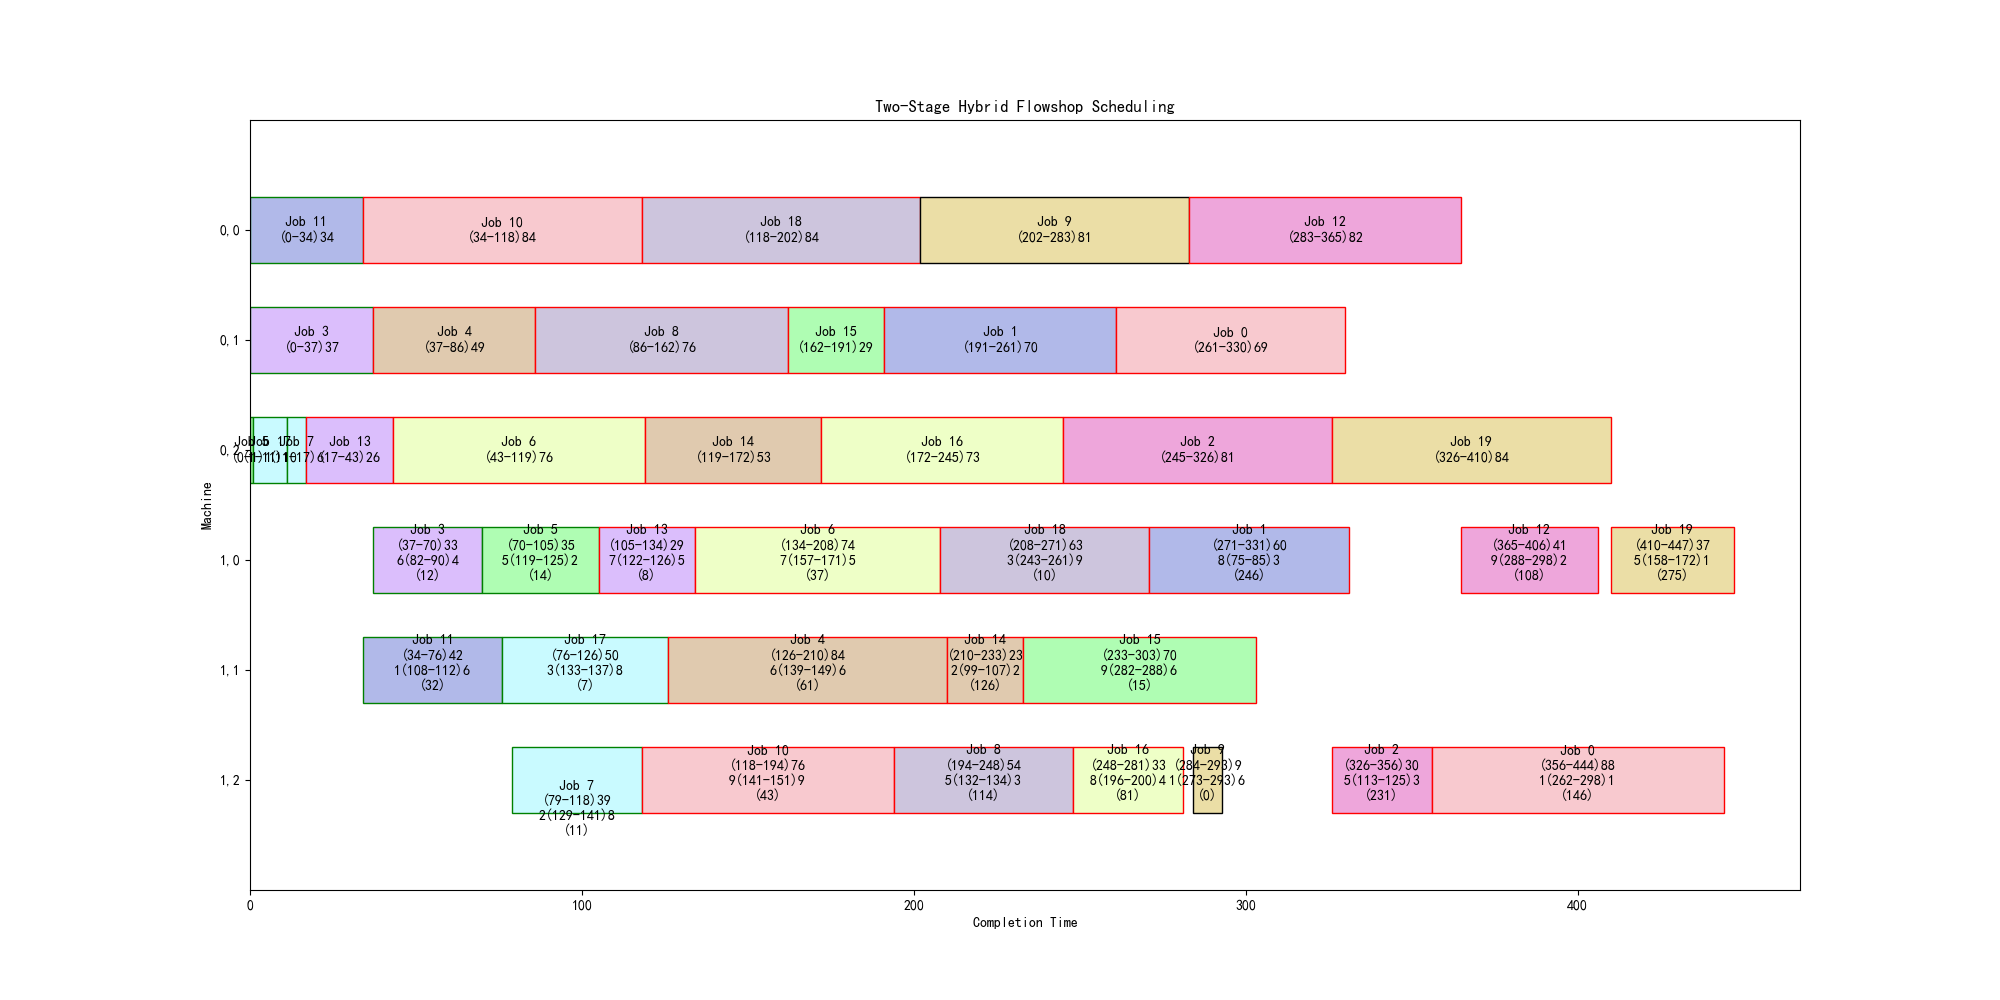 Two-Stage Hybrid Flowshop Scheduling
Machine
0,0
Job 11
(0-34)34
Job 10
(34-118)84
Job 18
(118-202)84
Job 9
(202-283)81
Job 12
(283-365)82
0,1
Job 3
(0-37)37
Job 4
(37-86)49
Job 8
(86-162)76
Job 15
(162-191)29
Job 1
(191-261)70
Job 0
(261-330)69
Job 13
(17-43)26
Job 6
(43-119)76
Job 14
(119-172)53
Job 16
(172-245)73
Job 2
(245-326)81
Job 19
(326-410)84
1,0
Job 3
(37-70)33
6(82-90)4
(12)
Job 5
(70-105)35
5(119-125)2
(14)
Job 13
(105-134)29
7(122-126)5
(8)
Job 6
(134-208)74
7(157-171)5
(37)
Job 18
(208-271)63
3(243-261)9
(10)
Job 1
(271-331)60
8(75-85)3
(246)
Job 12
(365-406)41
9(288-298)2
(108)
Job 19
(410-447)37
5(158-172)1
(275)
1,1
Job 11
(34-76)42
1(108-112)6
(32)
Job 17
(76-126)50
3(133-137)8
(7)
Job 4
(126-210)84
6(139-149)6
(61)
Job 14
(210-233)23
2(99-107)2
(126)
Job 15
(233-303)70
9(282-288)6
(15)
1,2
Job 7
(79-118)39
2(129-141)8
(11)
Job 10
(118-194)76
9(141-151)9
(43)
Job 8
(194-248)54
5(132-134)3
(114)
Job 16
(248-281)33
8(196-200)4
(81)
Job 9
(284-293)9
1(273-293)6
(0)
Job 2
(326-356)30
5(113-125)3
(231)
Job 0
(356-444)88
1(262-298)1
(146)
0
100
200
300
400
Completion Time